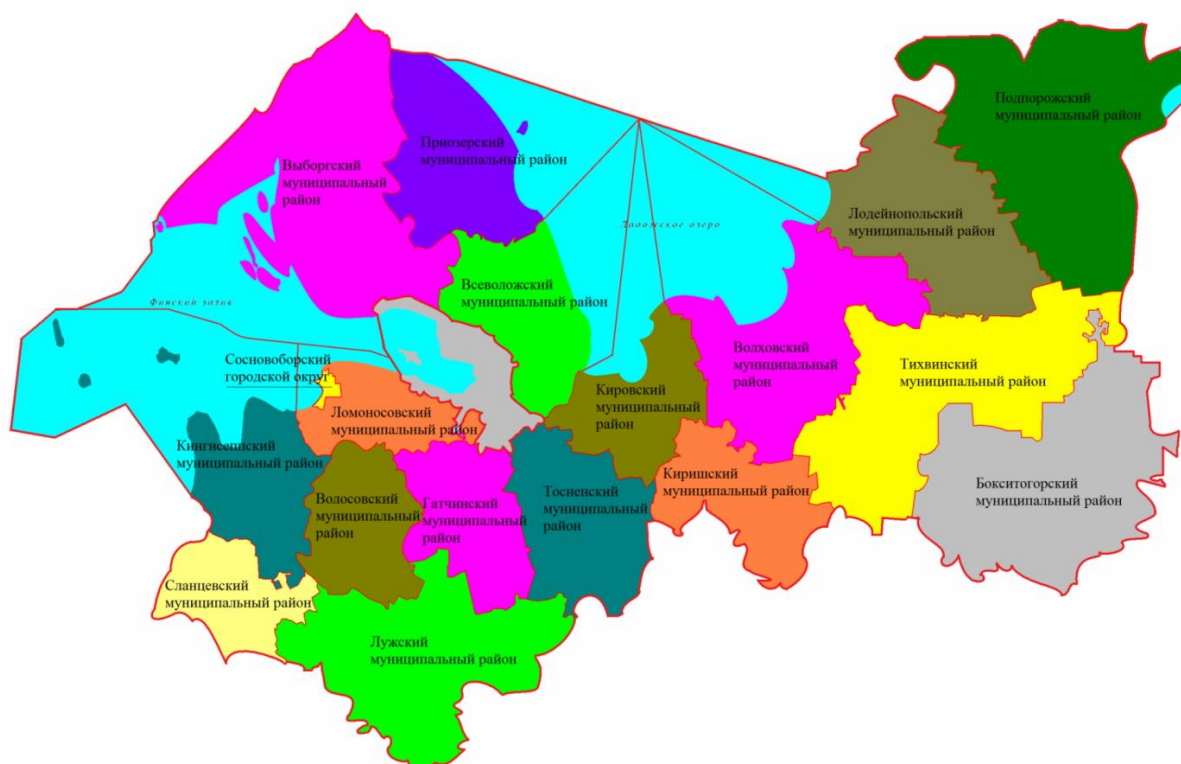 Подпорожский
муниципальный район
Приозерский
муниципальный район
Выборгский
муниципальный
район
Лодейнопольский
муниципальный район
Ладожское озеро
Всеволожский
муниципальный район
Финский залив
Волховский
муниципальный
район
Тихвинский
муниципальный район
Сосновоборский
городской округ
Кировский
муниципальный
район
Ломоносовский
муниципальный район
Кингисеппский
муниципальный район
Киришский
муниципальный район
Бокситогорский
муниципальный район
Волосовский
муниципальный
район
Гатчинский
муниципальный
район
Тосненский
муниципальный
район
Сланцевский
муниципальный район
Лужский
муниципальный район